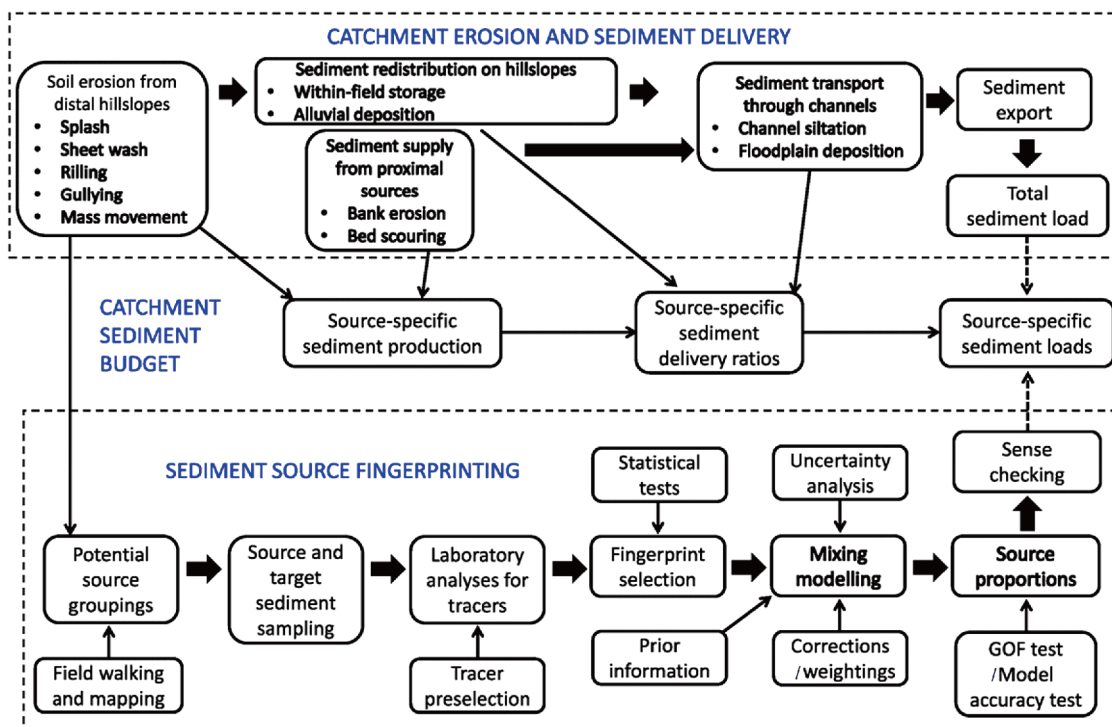 CATCHMENT EROSION AND SEDIMENT DELIVERY
Soil erosion from
distal hillslopes
• Splash
• Sheet wash
• Rilling
• Gullying
• Mass movement
Sediment redistribution on hillslopes
• Within-field storage
• Alluvial deposition
Sediment supply
from proximal
sources
• Bank erosion
• Bed scouring
Sediment transport
through channels
• Channel siltation
• Floodplain deposition
Sediment
export
Total
sediment load
CATCHMENT
SEDIMENT
BUDGET
Source-specific
sediment production
Source-specific
sediment
delivery ratios
Source-specific
sediment loads
SEDIMENT SOURCE FINGERPRINTING
Statistical
tests
Uncertainty
analysis
Sense
checking
Potential
source
groupings
Source and
target
sediment
sampling
Laboratory
analyses for
tracers
Fingerprint
selection
Mixing
modelling
Source
proportions
Field walking
and mapping
Tracer
preselection
Prior
information
Corrections
/weightings
GOF test
/Model
accuracy test